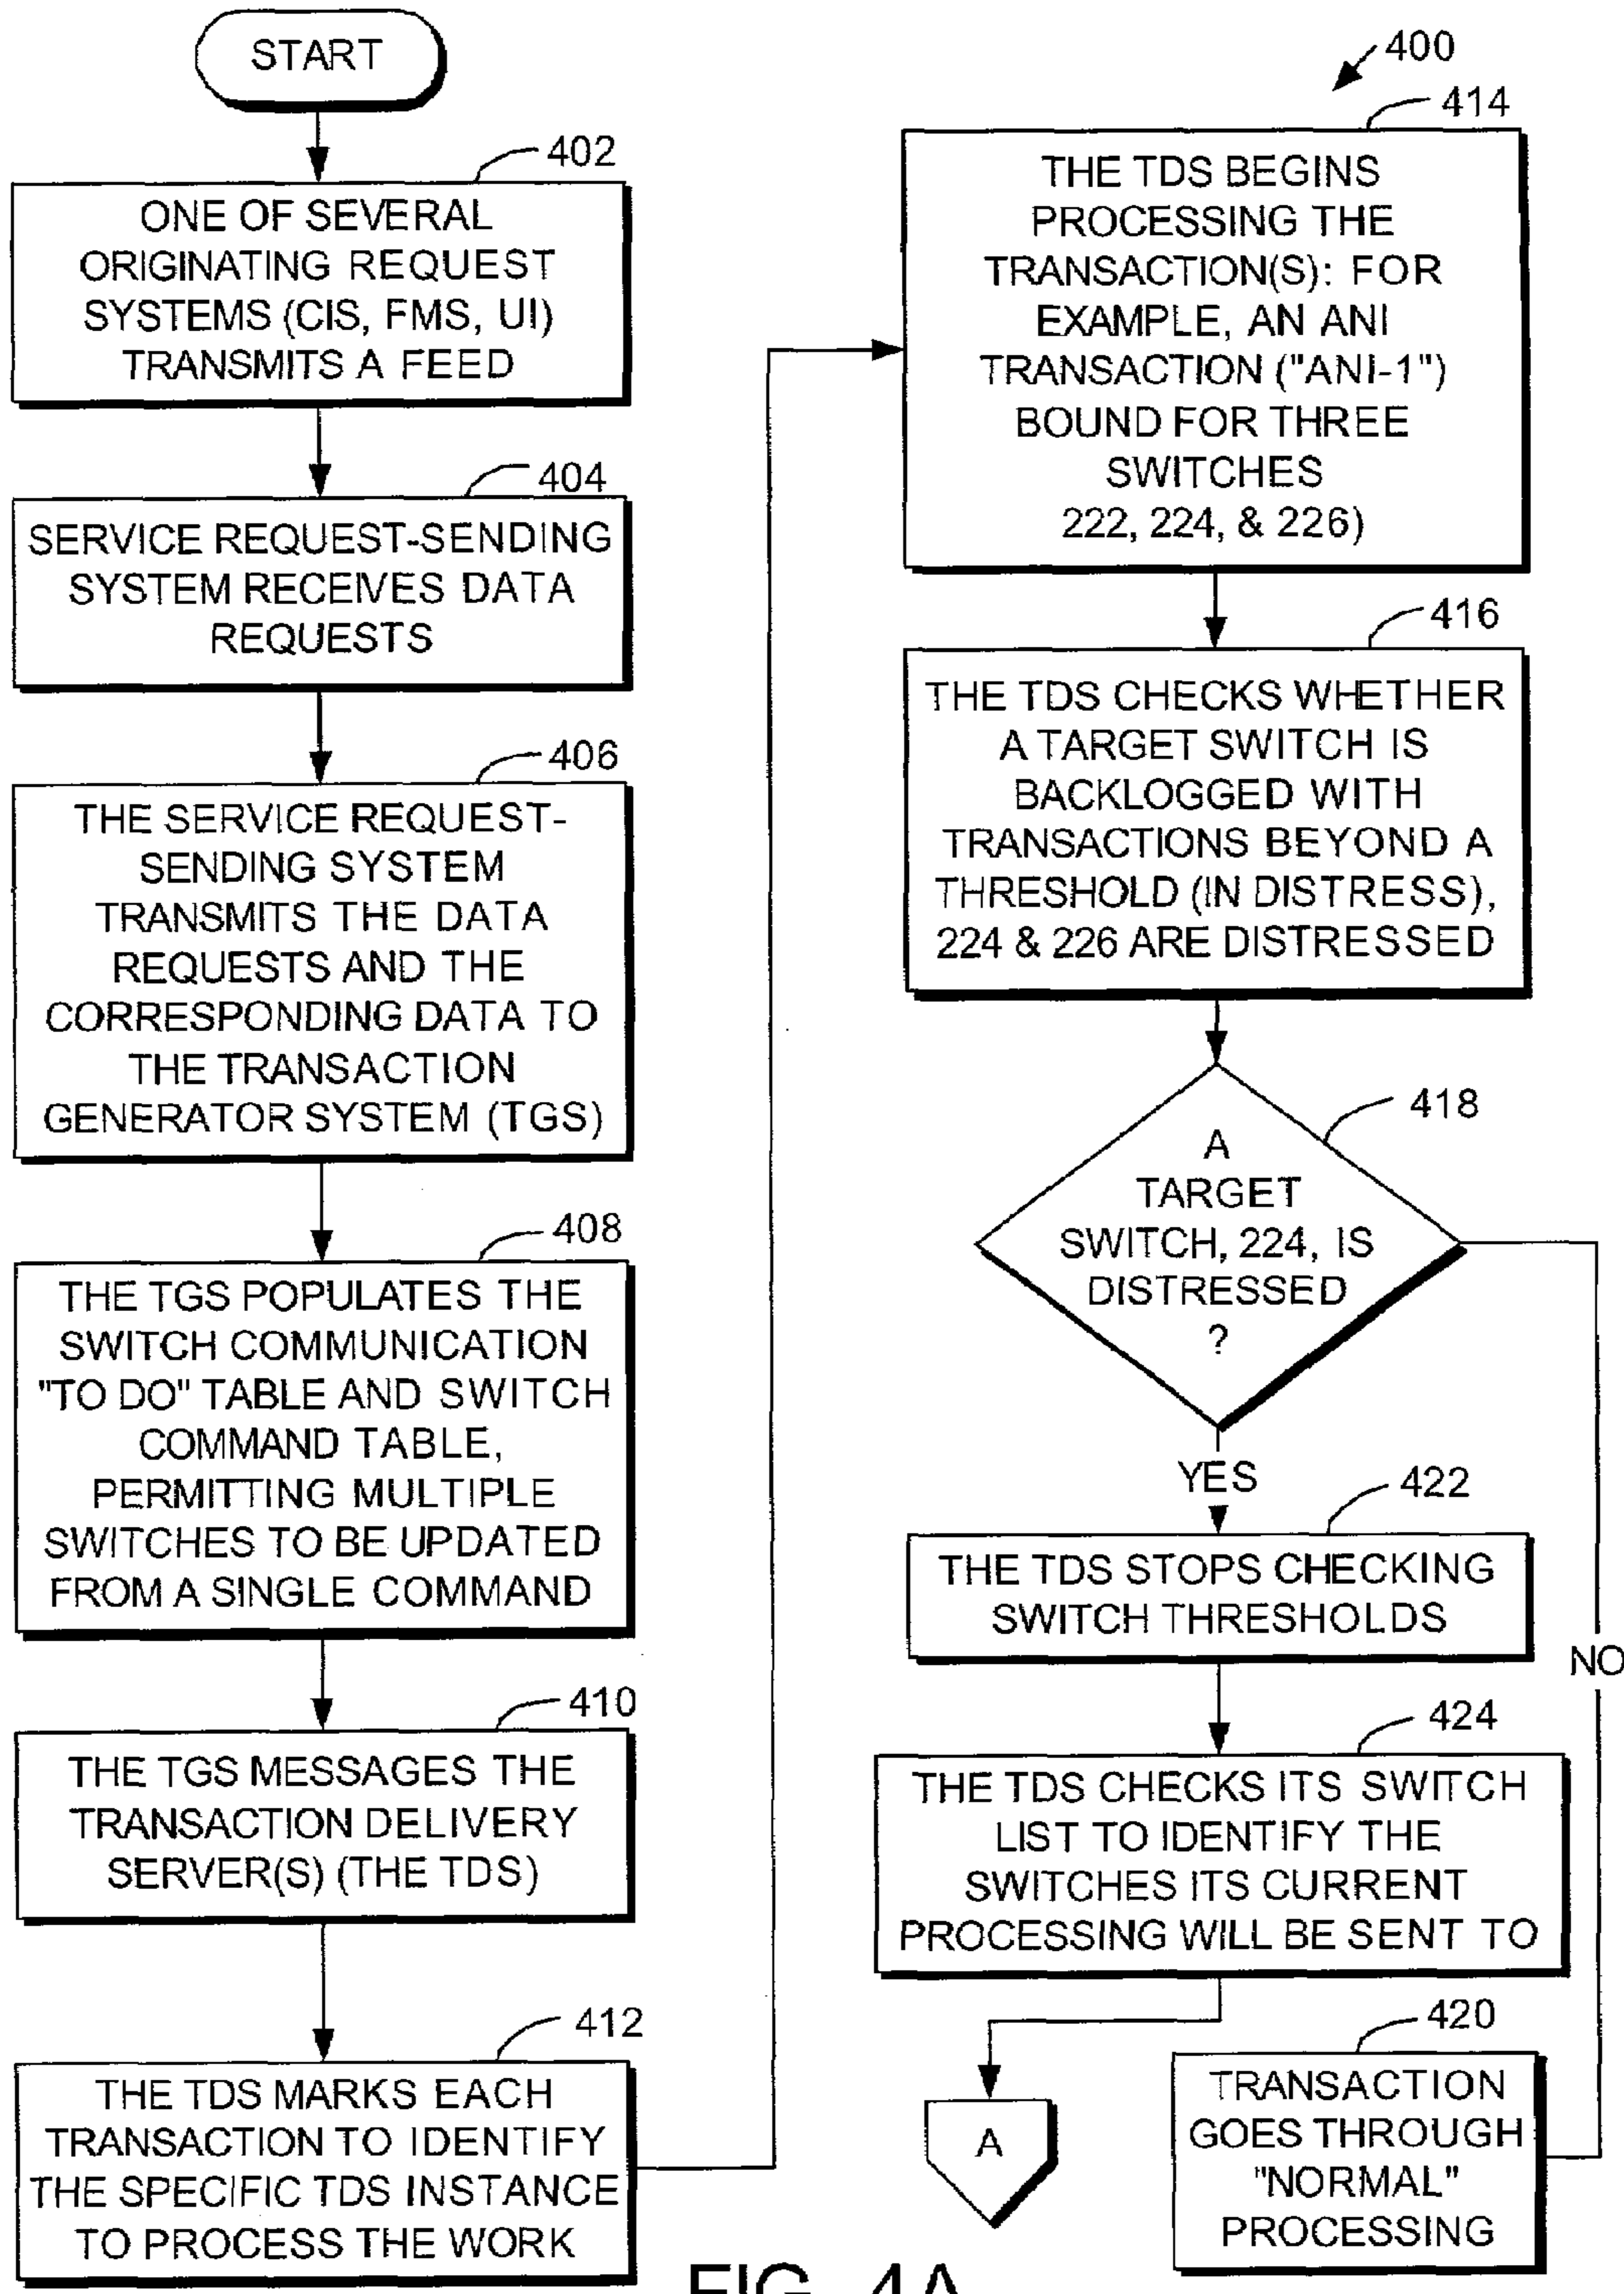 START
402
ONE OF SEVERAL
ORIGINATING REQUEST
SYSTEMS (CIS, FMS, UI)
TRANSMITS A FEED
404
SERVICE REQUEST-SENDING
SYSTEM RECEIVES DATA
REQUESTS
406
THE SERVICE REQUEST-
SENDING SYSTEM
TRANSMITS THE DATA
REQUESTS AND THE
CORRESPONDING DATA TO
THE TRANSACTION
GENERATOR SYSTEM (TGS)
408
THE TGS POPULATES THE
SWITCH COMMUNICATION
"TO DO" TABLE AND SWITCH
COMMAND TABLE,
PERMITTING MULTIPLE
SWITCHES TO BE UPDATED
FROM A SINGLE COMMAND
410
THE TGS MESSAGES THE
TRANSACTION DELIVERY
SERVER(S) (THE TDS)
412
THE TDS MARKS EACH
TRANSACTION TO IDENTIFY
THE SPECIFIC TDS INSTANCE
TO PROCESS THE WORK
400
414
THE TDS BEGINS
PROCESSING THE
TRANSACTION(S): FOR
EXAMPLE, AN ANI
TRANSACTION ("ANI-1")
BOUND FOR THREE
SWITCHES
222, 224, & 226)
416
THE TDS CHECKS WHETHER
A TARGET SWITCH IS
BACKLOGGED WITH
TRANSACTIONS BEYOND A
THRESHOLD (IN DISTRESS),
224 & 226 ARE DISTRESSED
418
A
TARGET
SWITCH, 224, IS
DISTRESSED
?
YES
NO
422
THE TDS STOPS CHECKING
SWITCH THRESHOLDS
424
THE TDS CHECKS ITS SWITCH
LIST TO IDENTIFY THE
SWITCHES ITS CURRENT
PROCESSING WILL BE SENT TO
A
420
TRANSACTION
GOES THROUGH
"NORMAL"
PROCESSING
FIG. 4A